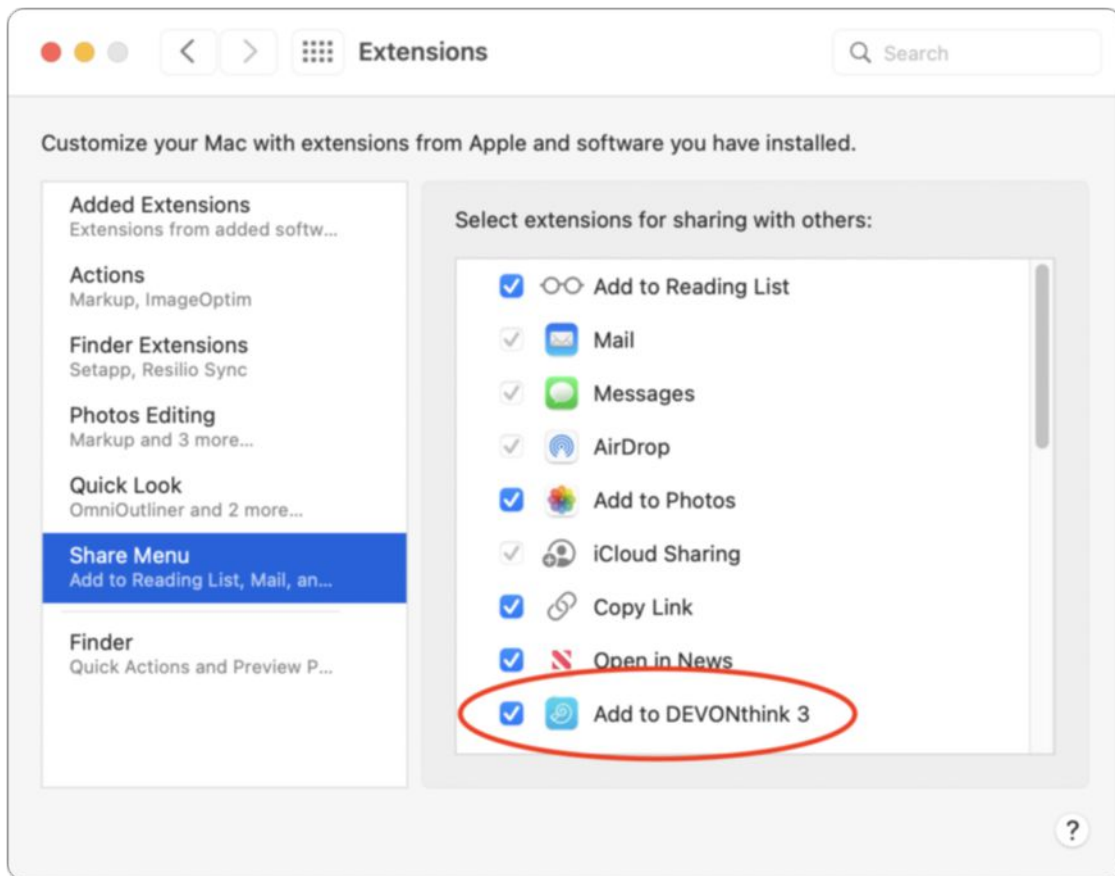 Extensions
Search
Customize your Mac with extensions from Apple and software you have installed.
Added Extensions
Extensions from added softw...
Actions
Markup, ImageOptim
Finder Extensions
Setapp, Resilio Sync
Photos Editing
Markup and 3 more...
Quick Look
OmniOutliner and 2 more...
Share Menu
Add to Reading List, Mail, an...
Finder
Quick Actions and Preview P...
Select extensions for sharing with others:
Add to Reading List
Mail
Messages
AirDrop
Add to Photos
iCloud Sharing
Copy Link
Open in News
Add to DEVONthink 3
?